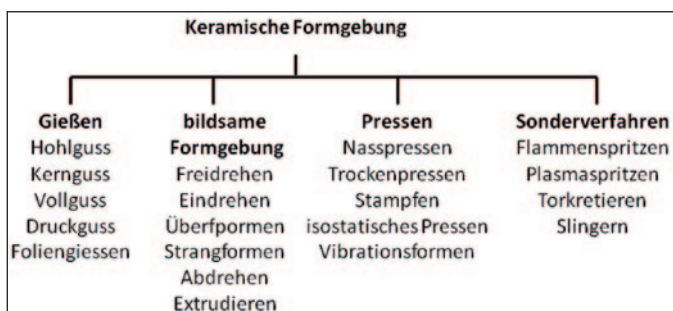 Keramische Formgebung
Gießen
Hohlguss
Kernguss
Vollguss
Druckguss
Foliengiessen
bildsame
Formgebung
Freidrehen
Eindrehen
Überfpormen
Strangformen
Abdrehen
Extrudieren
Pressen
Nasspressen
Trockenpressen
Stampfen
isostatisches Pressen
Vibrationsformen
Sonderverfahren
Flammenspritzen
Plasmaspritzen
Torkretieren
Slingern